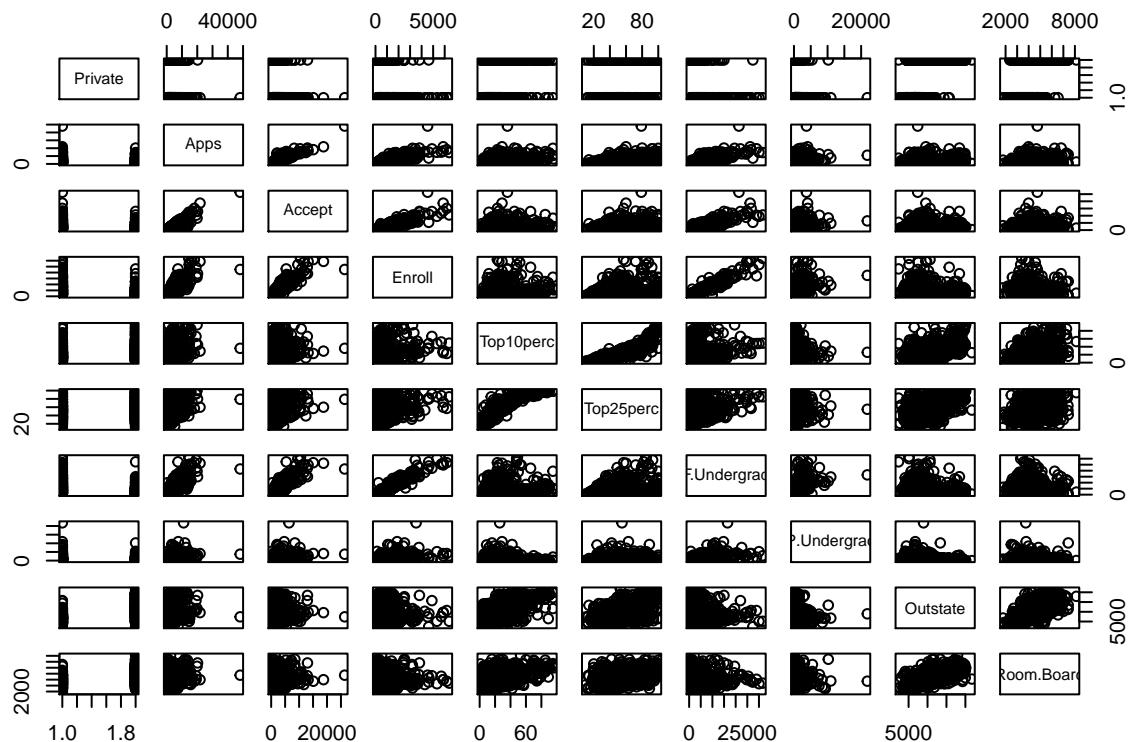 0 40000 0 5000 20 80 0 20000 2000 8000
Private 1.0
0 Apps
Accept 0
0 Enroll
Top10perc 0
20 Top25perc
F.Undergrad 0
0 P.Undergrad
Outstate 5000
2000 Room.Board
1.0 1.8 0 20000 0 60 0 25000 5000